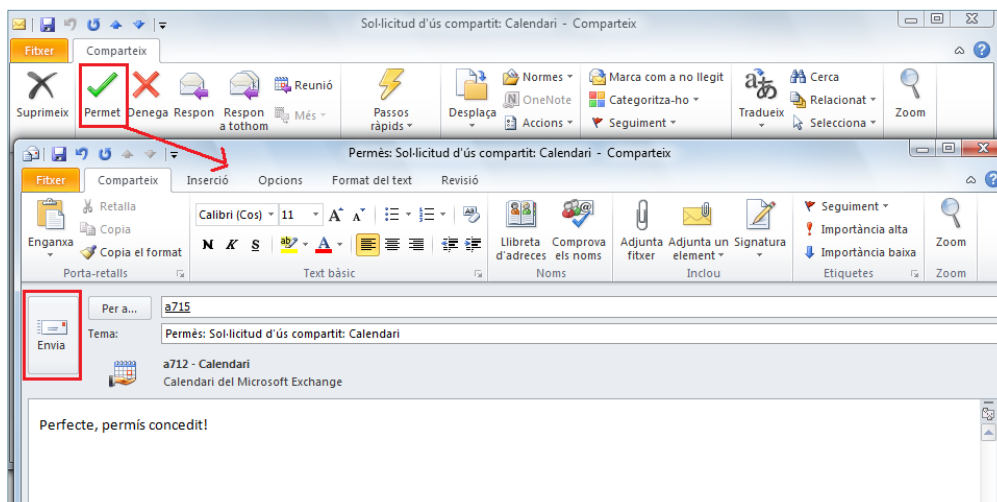 Sol·licitud d'ús compartit: Calendari - Comparteix
Fitxer Comparteix
Suprimeix Permet Denega Respon Respon a tothom Reunió Més Passos ràpids Desplaça Normes OneNote Accions Marca com a no llegit Categoritza-ho Seguiment Tradueix Cerca Relacionat Selecciona Zoom
Permès: Sol·licitud d'ús compartit: Calendari - Comparteix
Fitxer Comparteix Inserció Opcions Format del text Revisió
Enganxa Retalla Copia Copia el format
Calibri (Cos) 11 A A
N K S ab A
Llibreta d'adreces Comprova els noms Adjunta fitxer Adjunta un element Signatura
Seguiment
Importància alta
Importància baixa
Zoom
Porta-retalls Text bàsic Noms Inclou Etiquetes Zoom
Envia
Per a... a715
Tema: Permès: Sol·licitud d'ús compartit: Calendari
a712 - Calendari
Calendari del Microsoft Exchange
Perfecte, permís concedit!